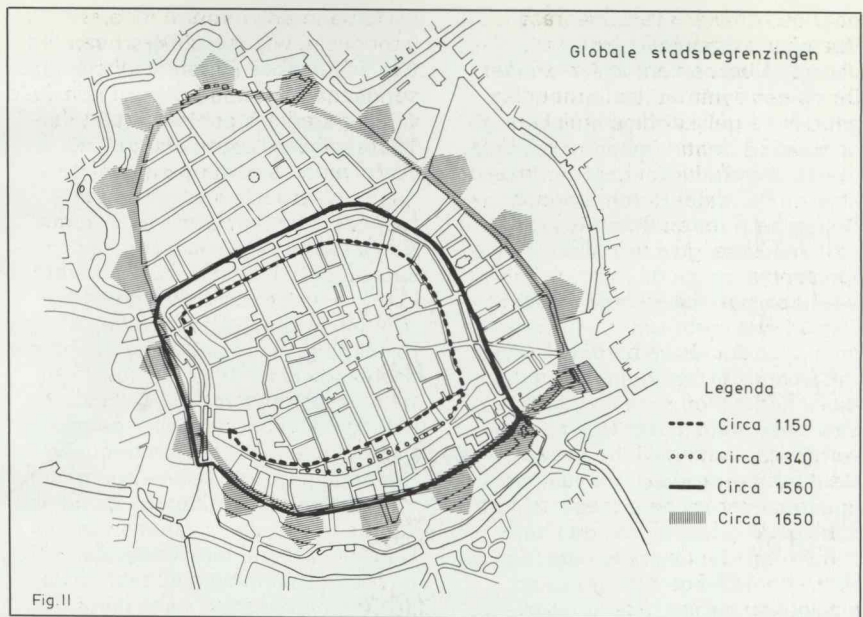 Globale stadsbegrenzingen
Legenda
Circa 1150
Circa 1340
Circa 1560
Circa 1650
Fig.II